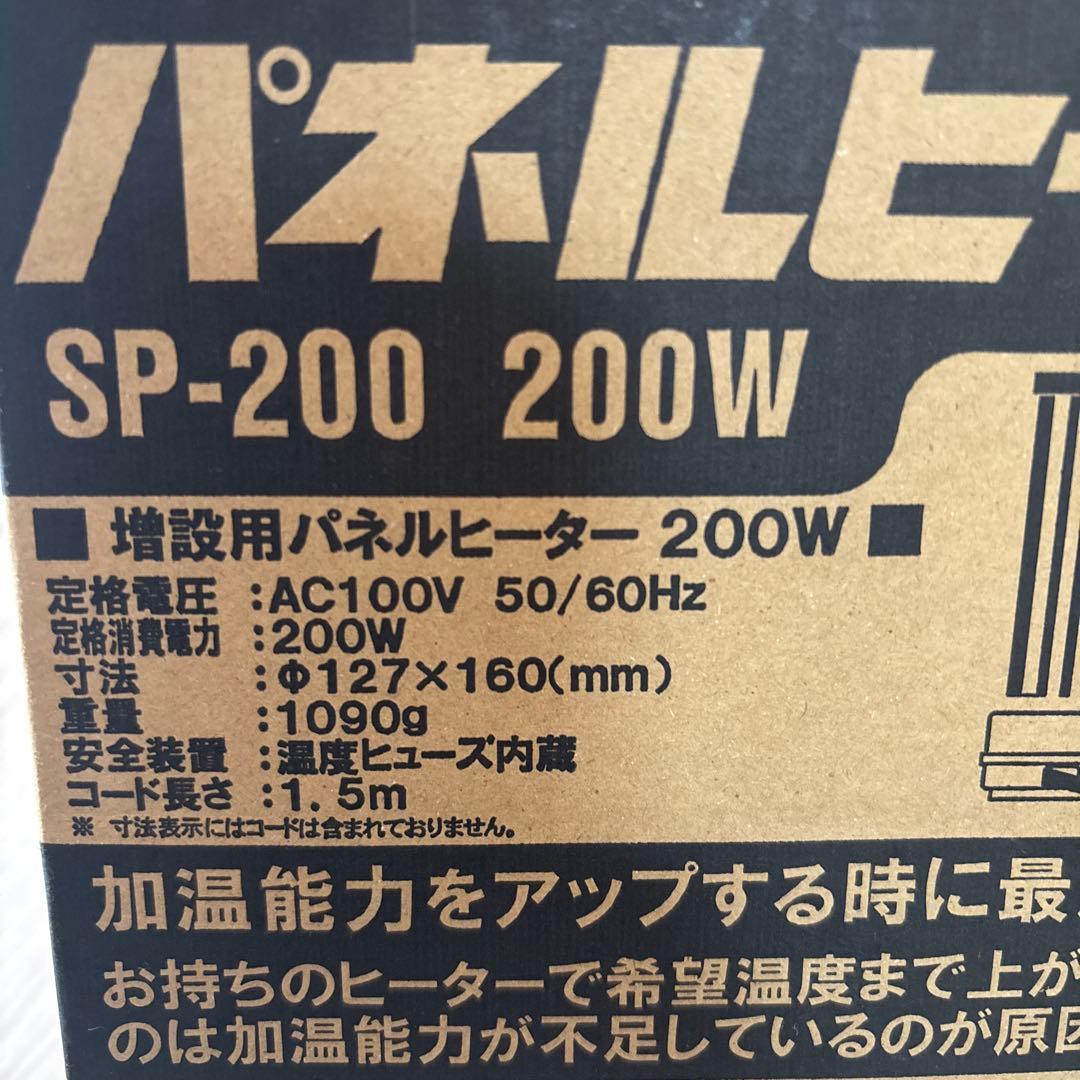 パネルヒー
SP-200 200W
■ 増設用パネルヒーター 200W ■
定格電圧 :AC100V 50/60Hz
定格消費電力 :200W
寸法 :Φ127×160(mm)
重量 :1090g
安全装置 :温度ヒューズ内蔵
コード長さ :1.5m
※ 寸法表示にはコードは含まれておりません。
加温能力をアップする時に最
お持ちのヒーターで希望温度まで上が
のは加温能力が不足しているのが原因